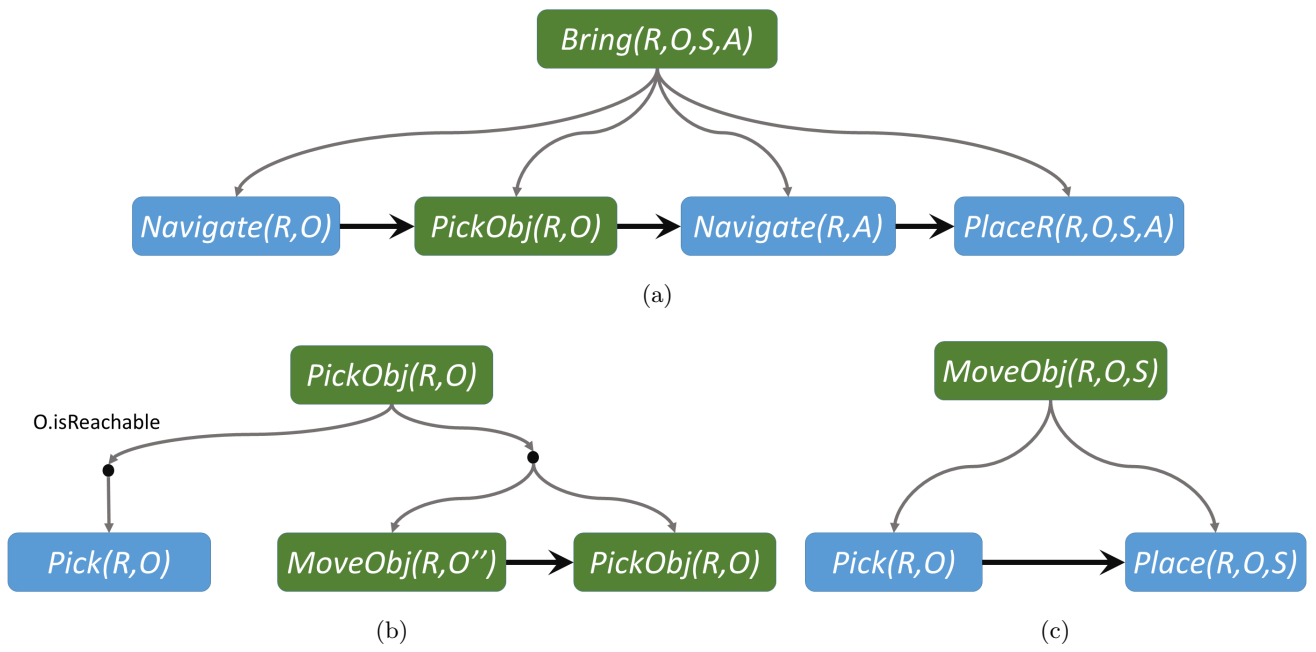 Bring(R,O,S,A)
Navigate(R,O)
PickObj(R,O)
Navigate(R,A)
PlaceR(R,O,S,A)
(a)
PickObj(R,O)
MoveObj(R,O,S)
O.isReachable
Pick(R,O)
MoveObj(R,O’’)
PickObj(R,O)
Pick(R,O)
Place(R,O,S)
(b)
(c)